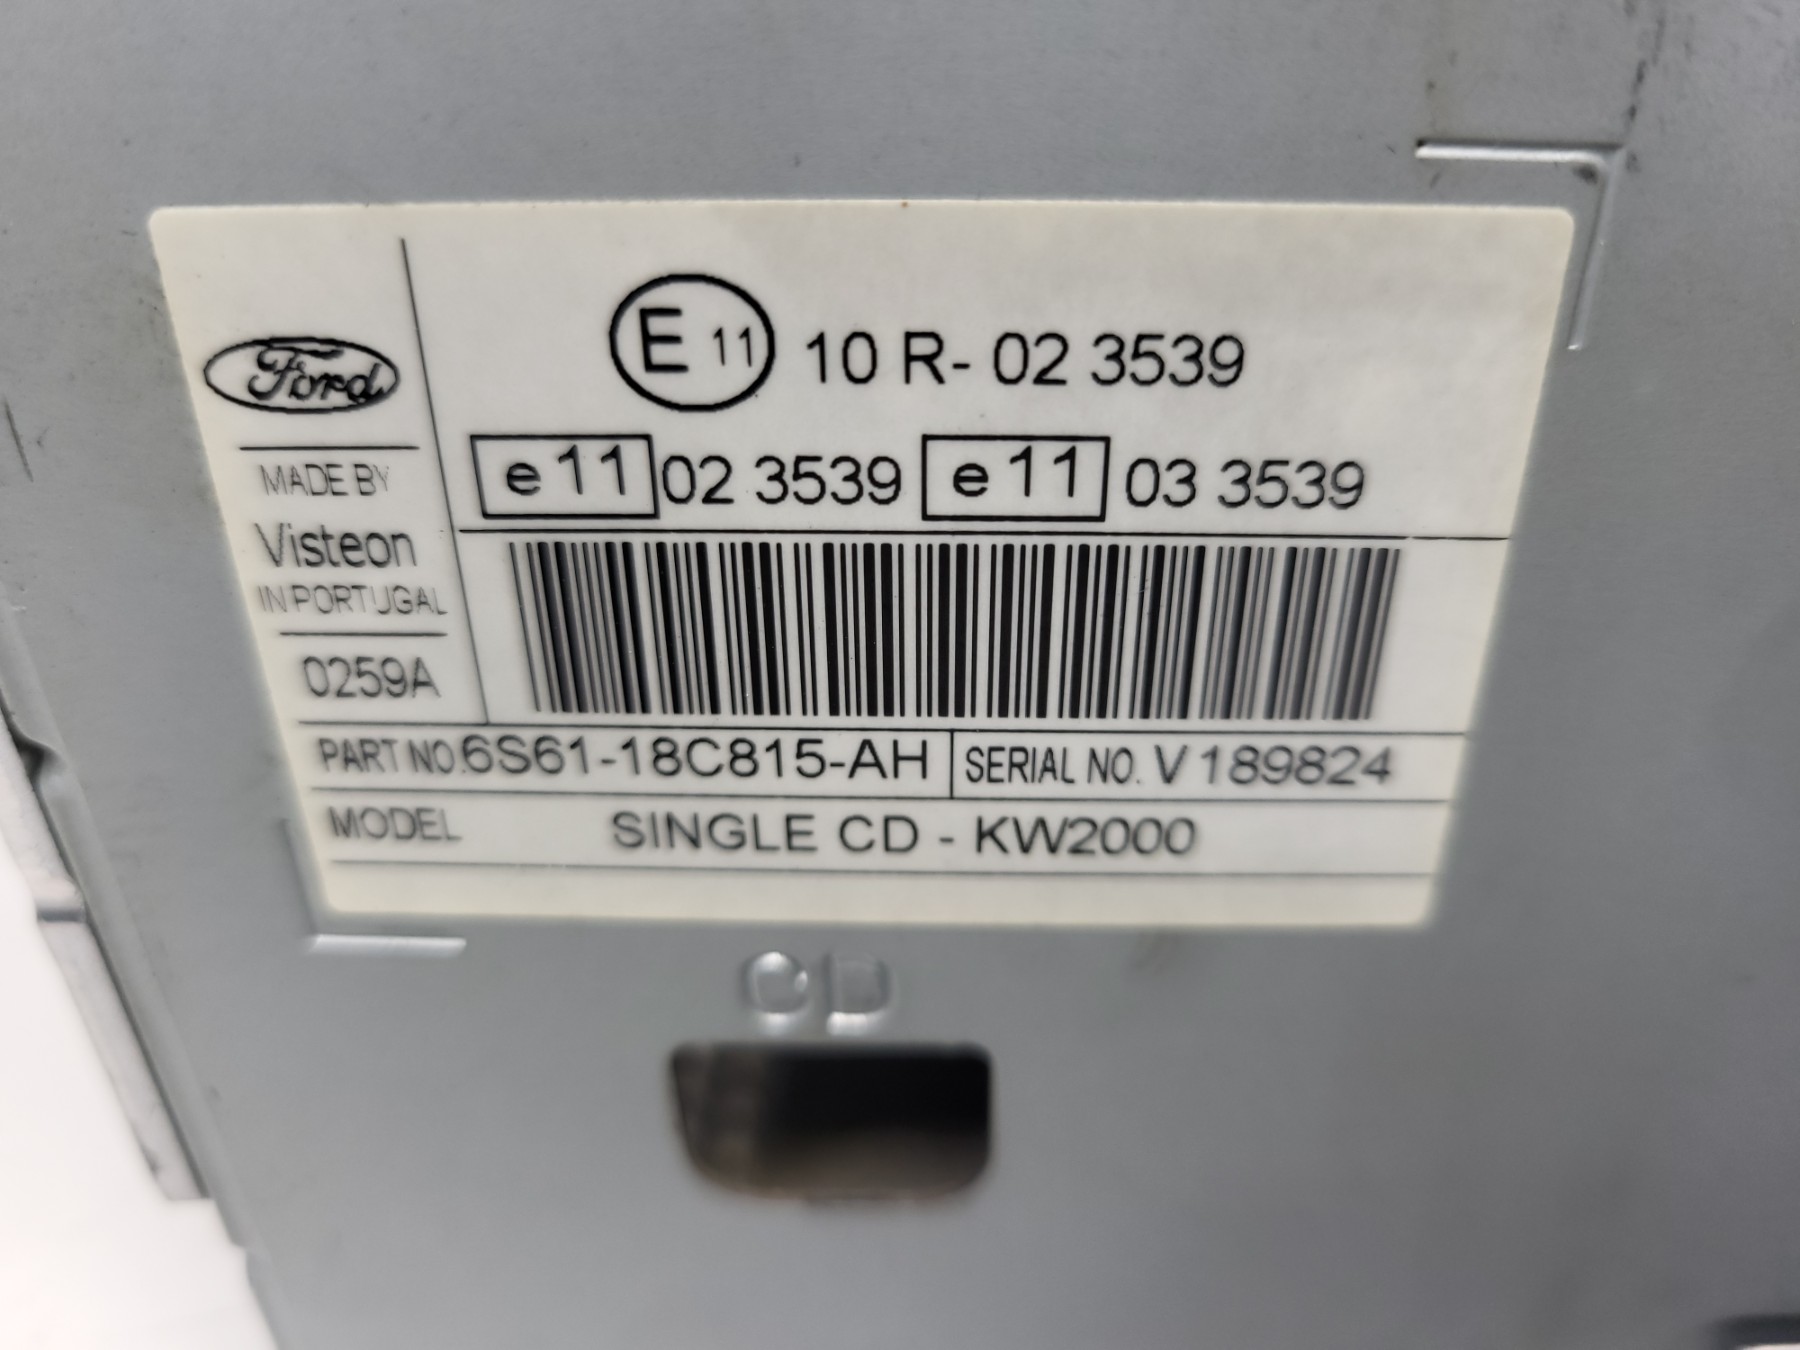 Ford
E 11 10 R- 02 3539
e 11 02 3539 e 11 03 3539
MADE BY
Visteon
IN PORTUGAL
0259A
PART NO. 6S61-18C815-AH SERIAL NO. V189824
MODEL SINGLE CD - KW2000
CD